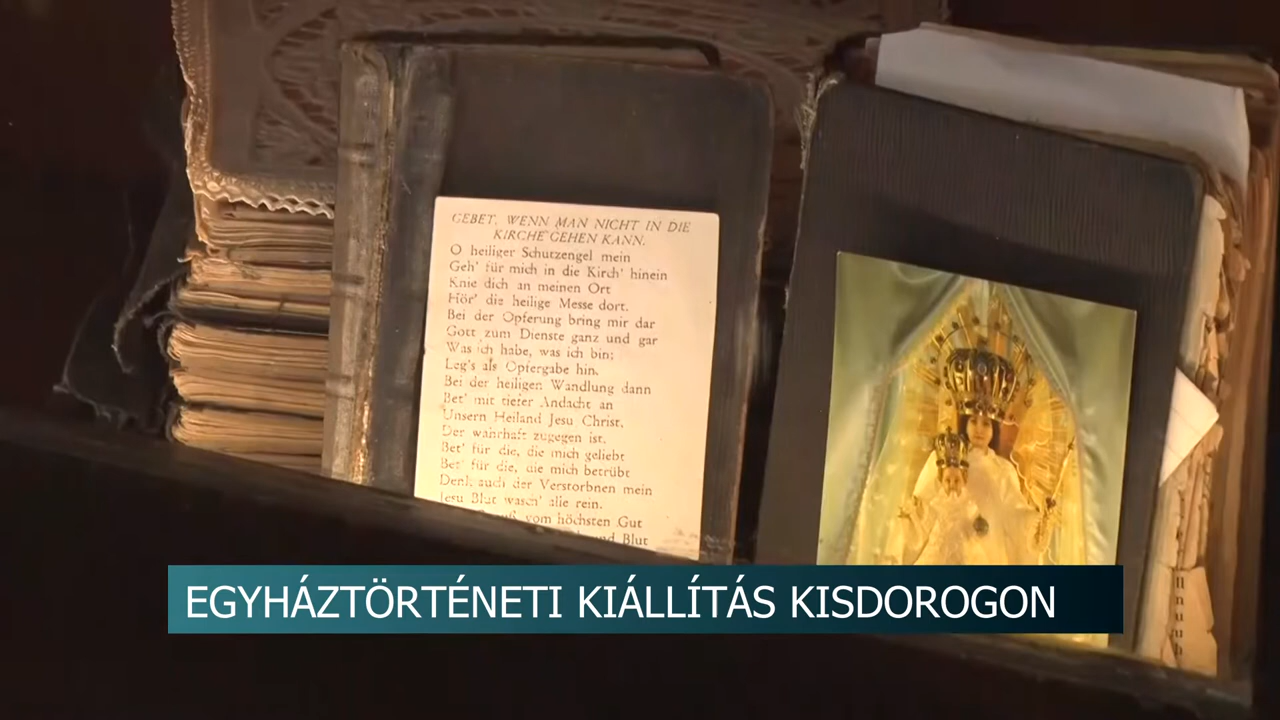 GEBET, WENN MAN NICHT IN DIE
KIRCHE GEHEN KANN.
O heiliger Schutzengel mein
Geh' für mich in die Kirch' hinein
Knie dich an meinen Ort
Hör' die heilige Messe dort.
Bei der Opferung bring mir dar
Gott zum Dienste ganz und gar
Was ich habe, was ich bin;
Leg's als Opfergabe hin.
Bei der heiligen Wandlung dann
Bet' mit tiefer Andacht an
Unsern Heiland Jesu Christ,
Der wahrhaft zugegen ist.
Bet' für die, die mich geliebt
Bet' für die, die mich betrübt
Denk auch der Verstorbnen mein
Jesu Blut wasch' alle rein.
vom höchsten Gut
und Blut
EGYHÁZTÖRTÉNETI KIÁLLÍTÁS KISDOROGON